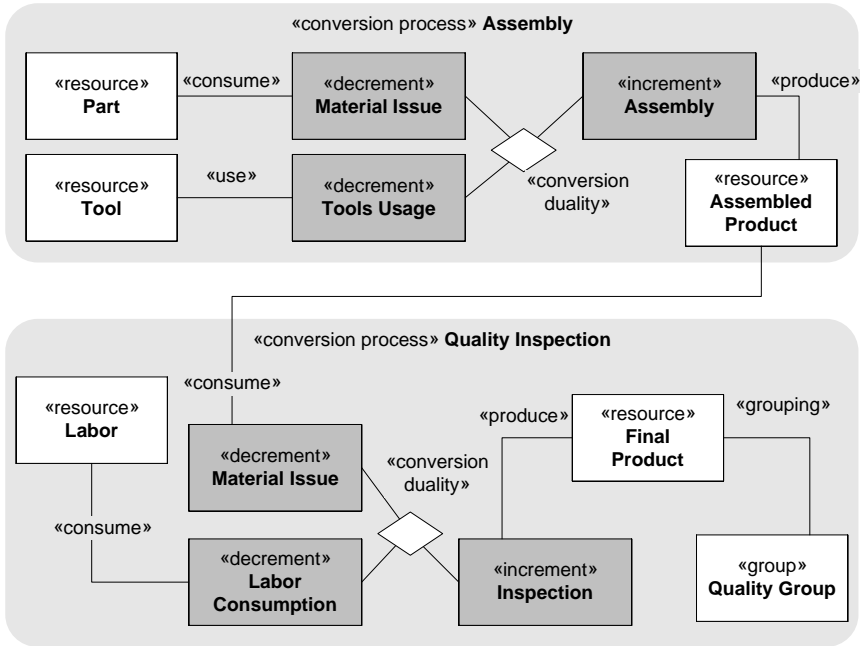 «conversion process» Assembly
«resource»
Part
«consume»
«decrement»
Material Issue
«increment»
Assembly
«produce»
«resource»
Tool
«use»
«decrement»
Tools Usage
«conversion
duality»
«resource»
Assembled
Product
«conversion process» Quality Inspection
«consume»
«resource»
Labor
«decrement»
Material Issue
«conversion
duality»
«produce»
«resource»
Final
Product
«grouping»
«consume»
«decrement»
Labor
Consumption
«increment»
Inspection
«group»
Quality Group